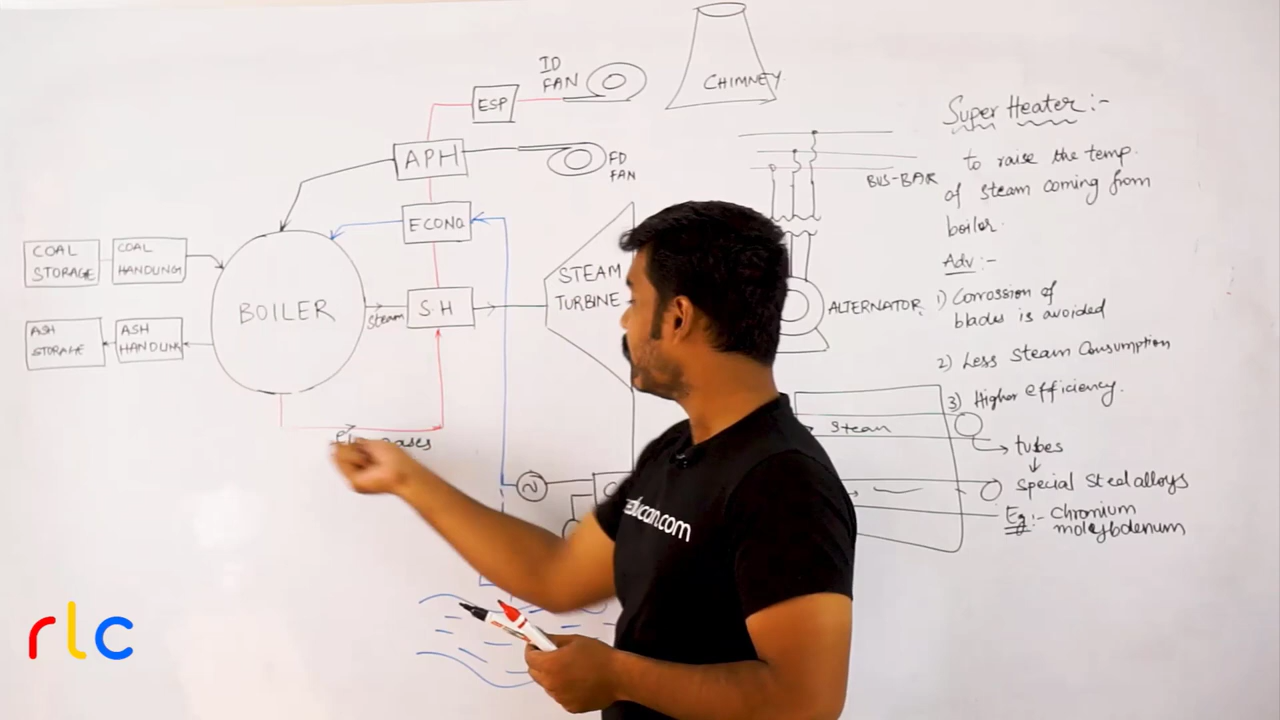 ID
FAN
CHIMNEY
ESP
APH
FD
FAN
BUS-BAR
ECONO
COAL
STORAGE
COAL
HANDLING
BOILER
steam
S·H
STEAM
TURBINE
ALTERNATOR
ASH
STORAGE
ASH
HANDLING
gases
Super Heater:-
to raise the temp.
of steam coming from
boiler.
Adv:-
1) Corrossion of
blades is avoided
2) Less Steam Consumption
3) Higher efficiency.
Steam
tubes
Special Steel alloys
Eg:- Chromium
molybdenum
ducan.com
rlc